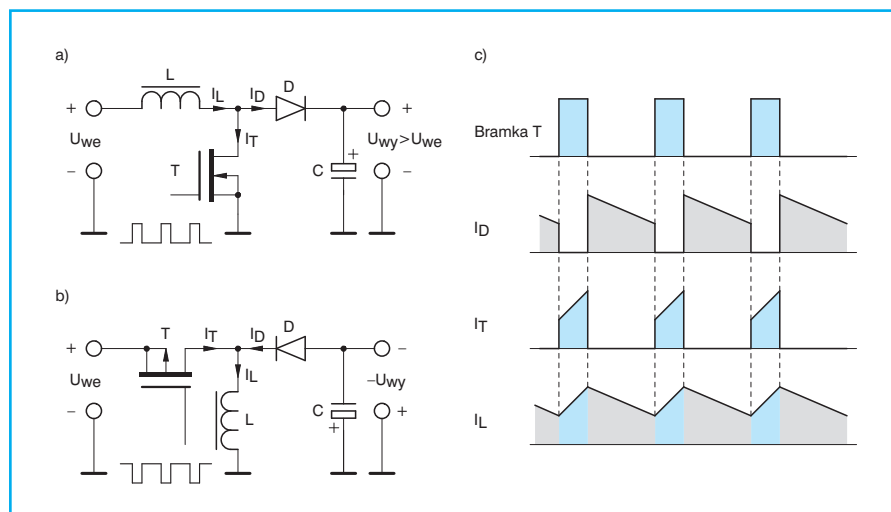 a)
L
I_L I_D D
+ +
U_we I_T U_wy>U_we
T C +
– –
b)
T I_T I_D D
+ –
U_we I_L –U_wy
L C
– + +
c)
Bramka T
I_D
I_T
I_L